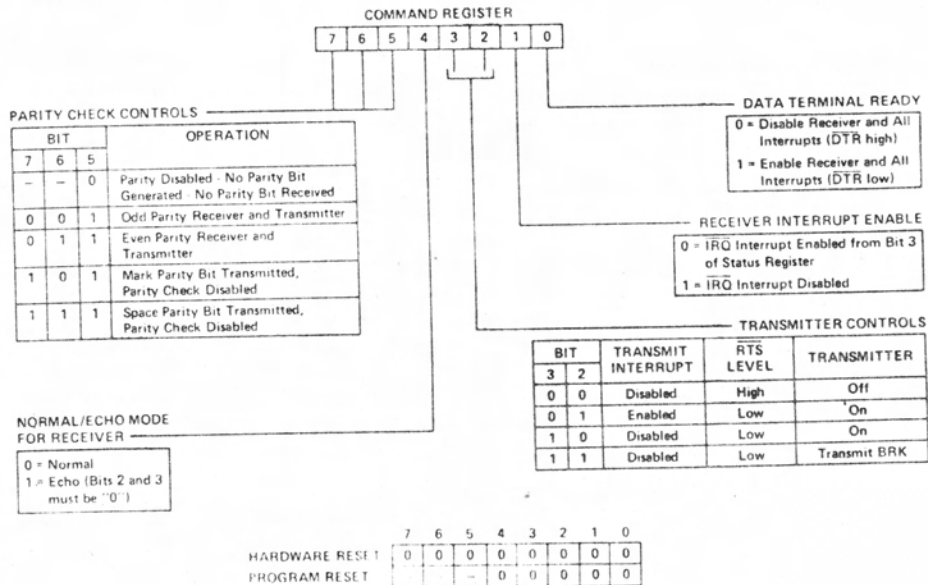 COMMAND REGISTER
7 6 5 4 3 2 1 0
PARITY CHECK CONTROLS
BIT OPERATION
7 6 5
– – 0 Parity Disabled - No Parity Bit
Generated - No Parity Bit Received
0 0 1 Odd Parity Receiver and Transmitter
0 1 1 Even Parity Receiver and
Transmitter
1 0 1 Mark Parity Bit Transmitted,
Parity Check Disabled
1 1 1 Space Parity Bit Transmitted,
Parity Check Disabled
NORMAL/ECHO MODE
FOR RECEIVER
0 = Normal
1 = Echo (Bits 2 and 3
must be "0")
DATA TERMINAL READY
0 = Disable Receiver and All
Interrupts (D̅T̅R̅ high)
1 = Enable Receiver and All
Interrupts (D̅T̅R̅ low)
RECEIVER INTERRUPT ENABLE
0 = I̅R̅Q̅ Interrupt Enabled from Bit 3
of Status Register
1 = I̅R̅Q̅ Interrupt Disabled
TRANSMITTER CONTROLS
BIT TRANSMIT INTERRUPT R̅T̅S̅ LEVEL TRANSMITTER
3 2
0 0 Disabled High Off
0 1 Enabled Low On
1 0 Disabled Low On
1 1 Disabled Low Transmit BRK
7 6 5 4 3 2 1 0
HARDWARE RESET 0 0 0 0 0 0 0 0
PROGRAM RESET – – – 0 0 0 0 0